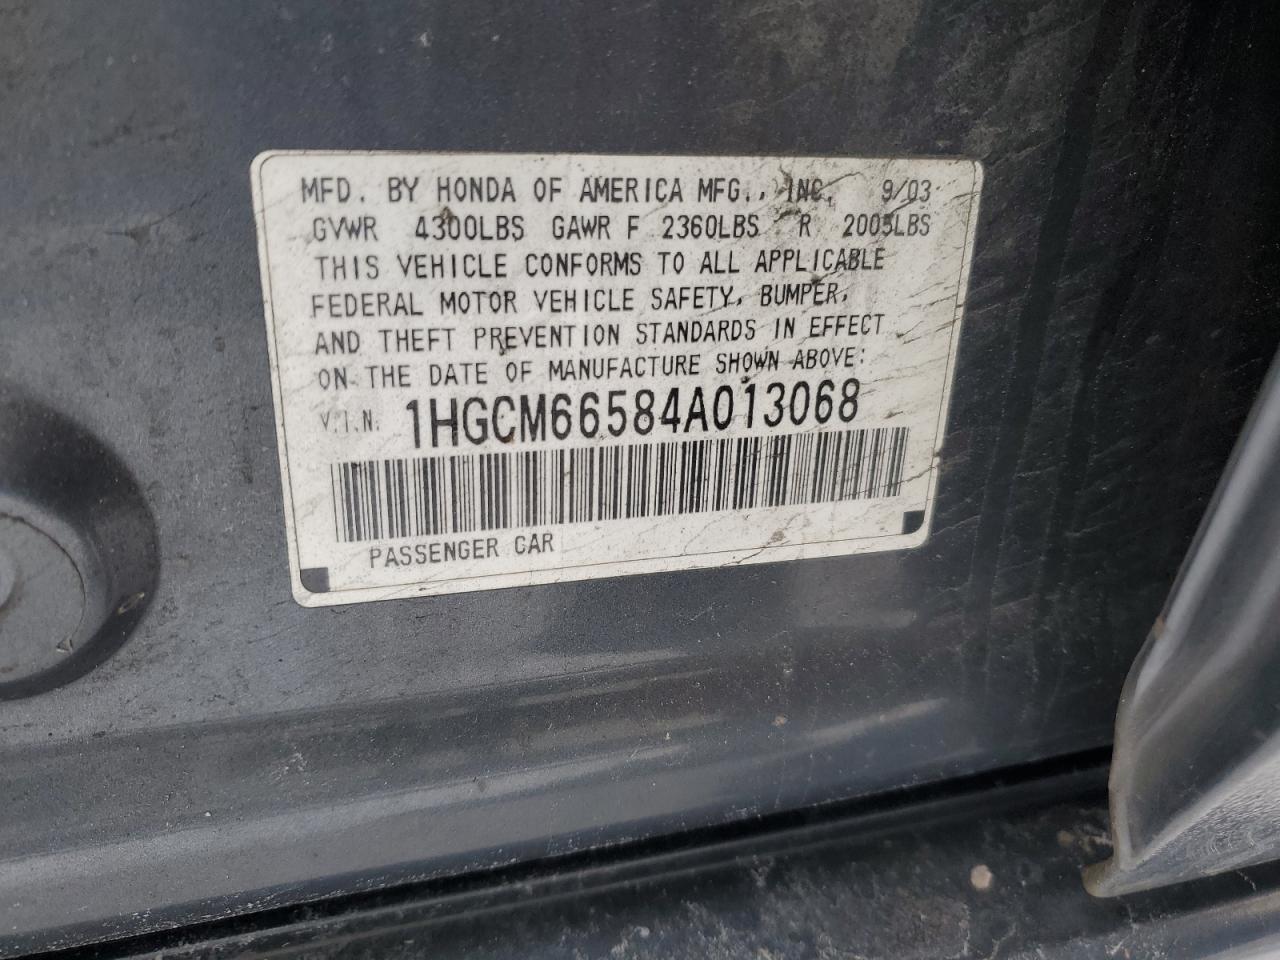 MFD. BY HONDA OF AMERICA MFG., INC. 9/03
GVWR 4300LBS GAWR F 2360LBS R 2005LBS
THIS VEHICLE CONFORMS TO ALL APPLICABLE
FEDERAL MOTOR VEHICLE SAFETY, BUMPER,
AND THEFT PREVENTION STANDARDS IN EFFECT
ON THE DATE OF MANUFACTURE SHOWN ABOVE:
V.I.N: 1HGCM66584A013068
PASSENGER CAR